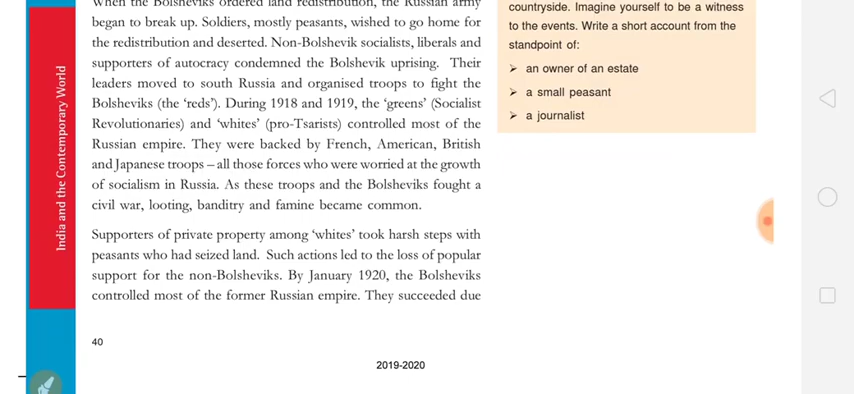 When the Bolsheviks ordered land redistribution, the Russian army
began to break up. Soldiers, mostly peasants, wished to go home for
the redistribution and deserted. Non-Bolshevik socialists, liberals and
supporters of autocracy condemned the Bolshevik uprising. Their
leaders moved to south Russia and organised troops to fight the
Bolsheviks (the ‘reds’). During 1918 and 1919, the ‘greens’ (Socialist
Revolutionaries) and ‘whites’ (pro-Tsarists) controlled most of the
Russian empire. They were backed by French, American, British
and Japanese troops – all those forces who were worried at the growth
of socialism in Russia. As these troops and the Bolsheviks fought a
civil war, looting, banditry and famine became common.
Supporters of private property among ‘whites’ took harsh steps with
peasants who had seized land. Such actions led to the loss of popular
support for the non-Bolsheviks. By January 1920, the Bolsheviks
controlled most of the former Russian empire. They succeeded due
countryside. Imagine yourself to be a witness
to the events. Write a short account from the
standpoint of:
➢ an owner of an estate
➢ a small peasant
➢ a journalist
India and the Contemporary World
40
2019-2020